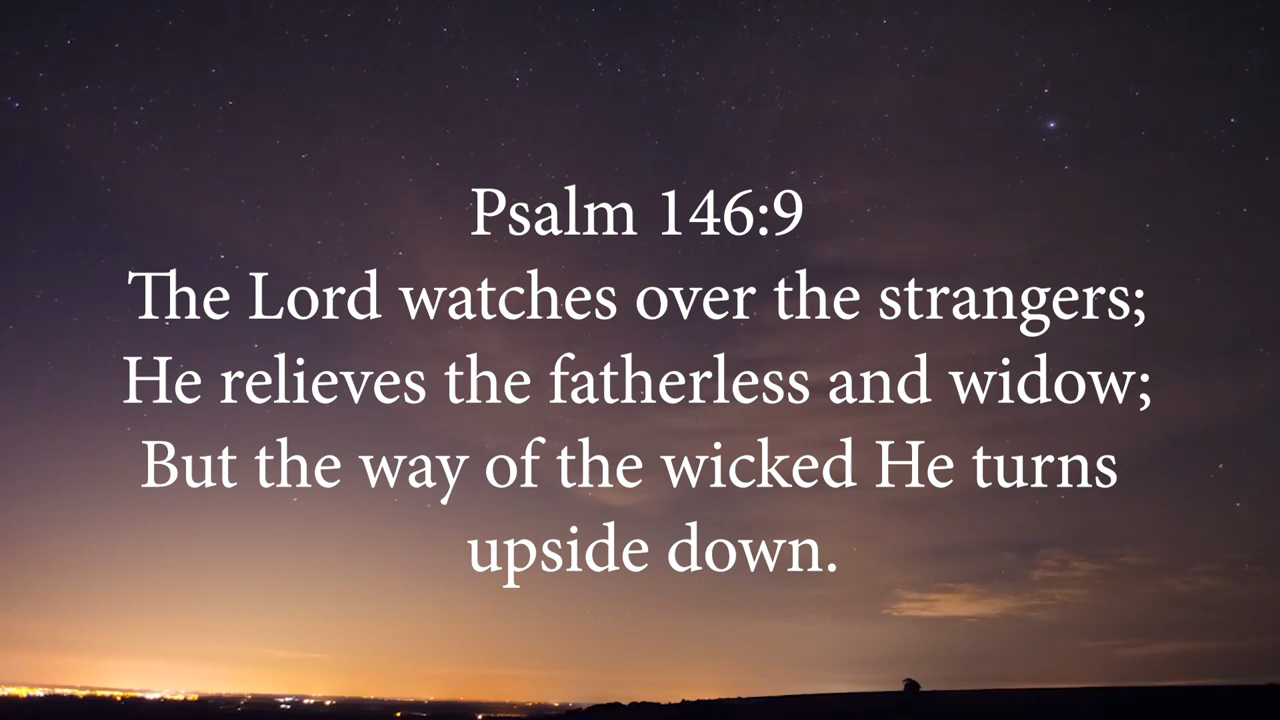 Psalm 146:9
The Lord watches over the strangers;
He relieves the fatherless and widow;
But the way of the wicked He turns
upside down.